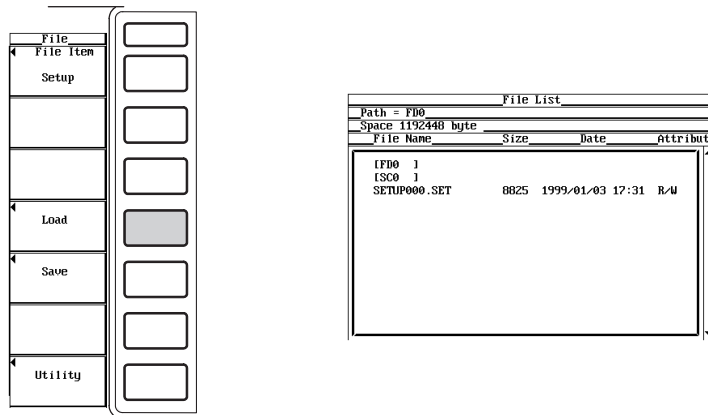 File
File Item
Setup
Load
Save
Utility
File List
Path = FD0
Space 1192448 byte
File Name Size Date Attribut
[FD0 ]
[SC0 ]
SETUP000.SET 8825 1999/01/03 17:31 R/W